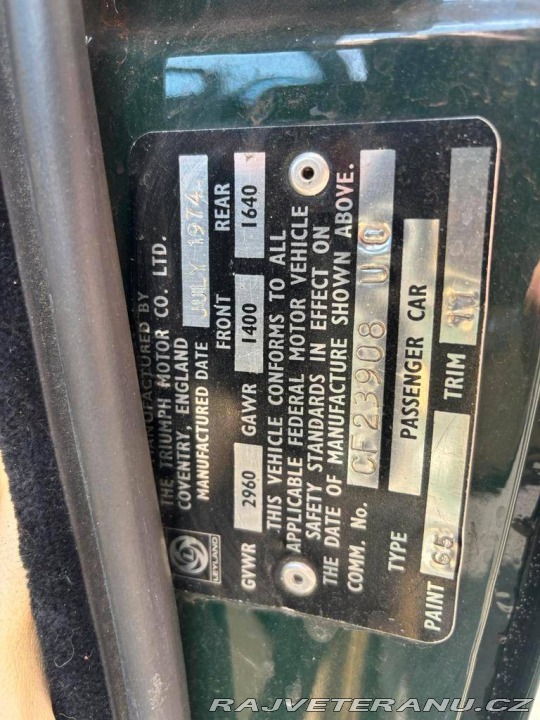 MANUFACTURED BY
THE TRIUMPH MOTOR CO. LTD.
COVENTRY, ENGLAND
MANUFACTURED DATE JULY 1974
FRONT REAR
GVWR 2960 GAWR 1400 1640
THIS VEHICLE CONFORMS TO ALL
APPLICABLE FEDERAL MOTOR VEHICLE
SAFETY STANDARDS IN EFFECT ON
THE DATE OF MANUFACTURE SHOWN ABOVE.
COMM. No. CF23908 UO
TYPE PASSENGER CAR
PAINT 65 TRIM 11
LEYLAND
RAJVETERANU.CZ